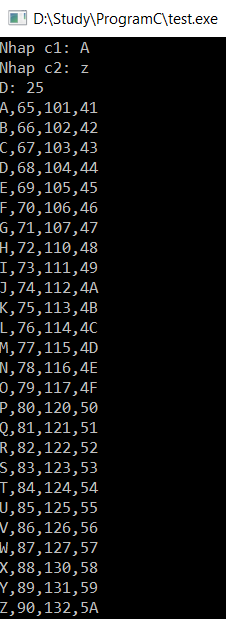 D:\Study\ProgramC\test.exe
Nhap c1: A
Nhap c2: z
D: 25
A,65,101,41
B,66,102,42
C,67,103,43
D,68,104,44
E,69,105,45
F,70,106,46
G,71,107,47
H,72,110,48
I,73,111,49
J,74,112,4A
K,75,113,4B
L,76,114,4C
M,77,115,4D
N,78,116,4E
O,79,117,4F
P,80,120,50
Q,81,121,51
R,82,122,52
S,83,123,53
T,84,124,54
U,85,125,55
V,86,126,56
W,87,127,57
X,88,130,58
Y,89,131,59
Z,90,132,5A